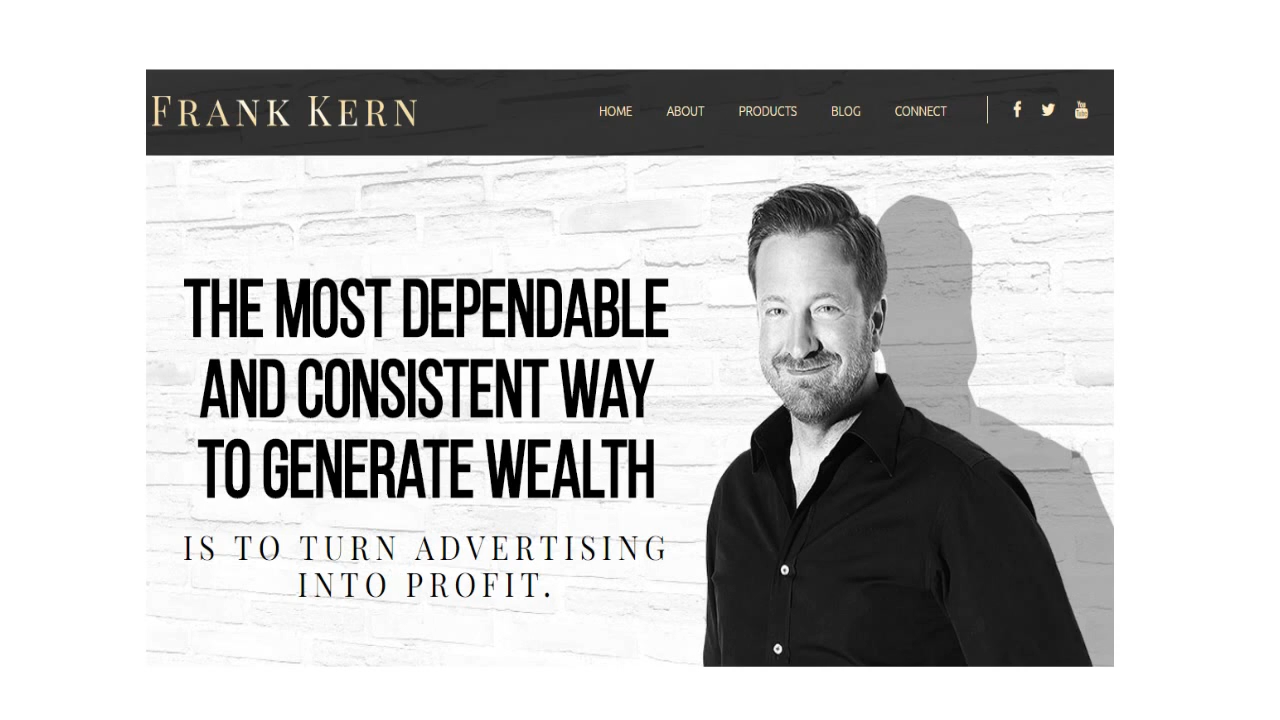 FRANK KERN
HOME ABOUT PRODUCTS BLOG CONNECT
You Tube
THE MOST DEPENDABLE
AND CONSISTENT WAY
TO GENERATE WEALTH
IS TO TURN ADVERTISING
INTO PROFIT.